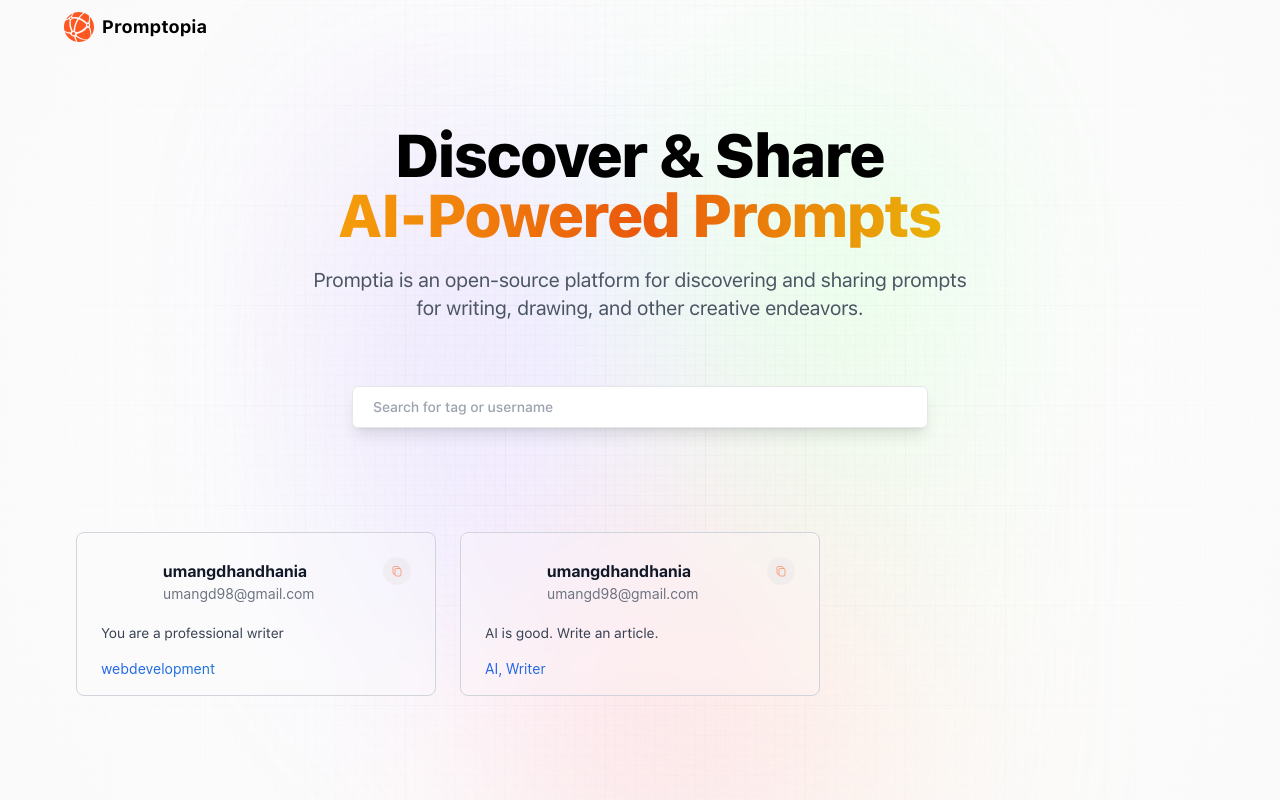 Promptopia
Discover & Share
AI-Powered Prompts
Promptia is an open-source platform for discovering and sharing prompts
for writing, drawing, and other creative endeavors.
Search for tag or username
umangdhandhania
umangd98@gmail.com
You are a professional writer
webdevelopment
umangdhandhania
umangd98@gmail.com
AI is good. Write an article.
AI, Writer